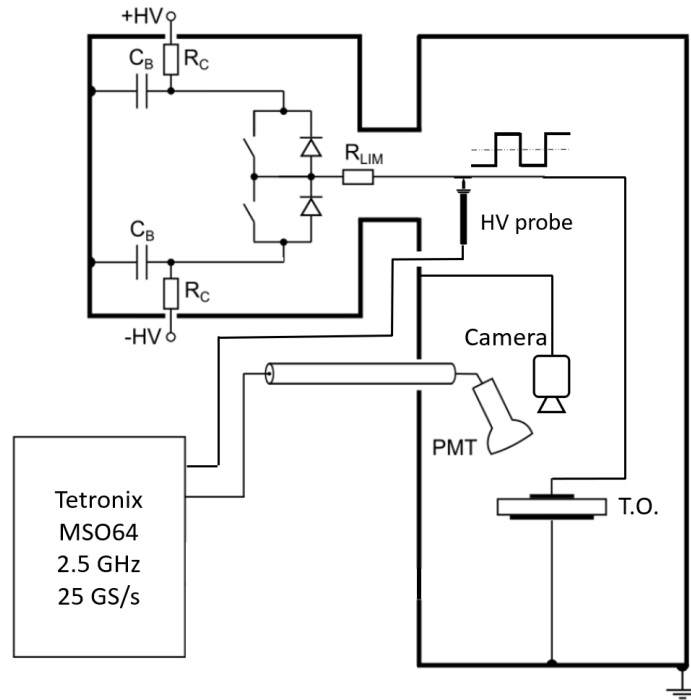 +HV
C_B
R_C
R_LIM
HV probe
C_B
R_C
-HV
Camera
PMT
Tetronix
MSO64
2.5 GHz
25 GS/s
T.O.